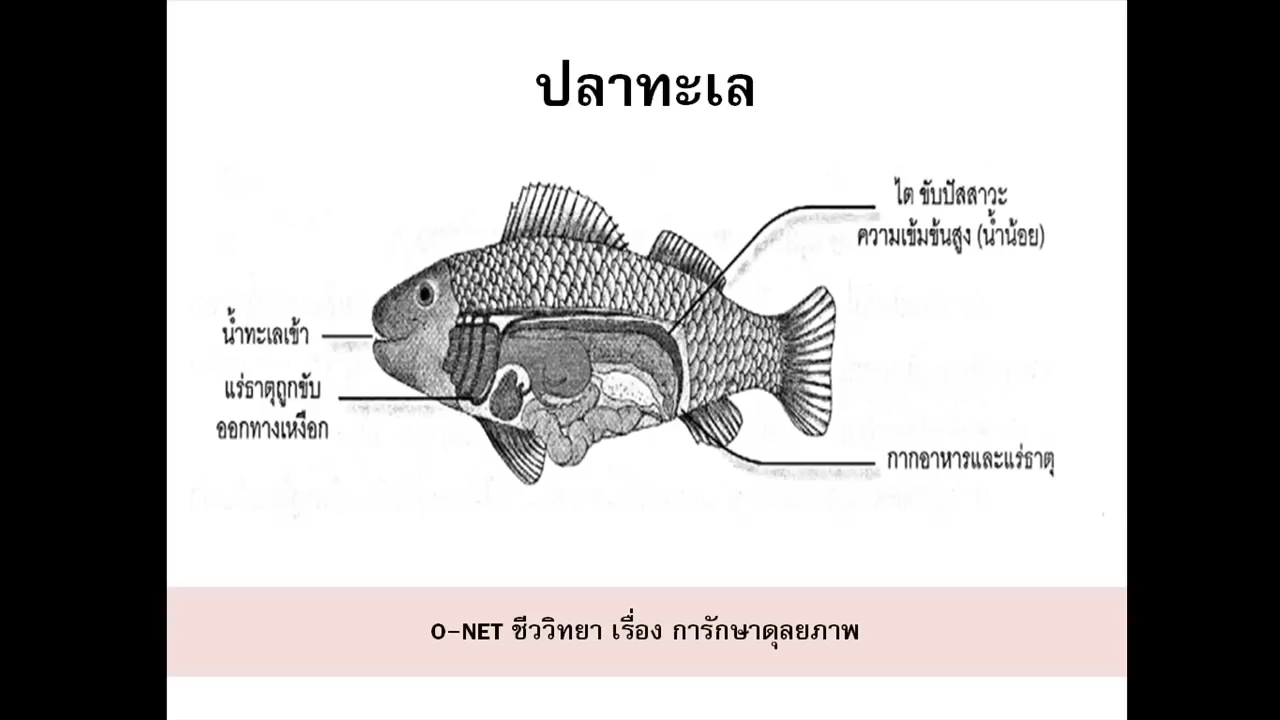 ปลาทะเล
ไต ขับปัสสาวะ
ความเข้มข้นสูง (น้ำน้อย)
น้ำทะเลเข้า
แร่ธาตุถูกขับ
ออกทางเหงือก
กากอาหารและแร่ธาตุ
O-NET ชีววิทยา เรื่อง การักษาดุลยภาพ